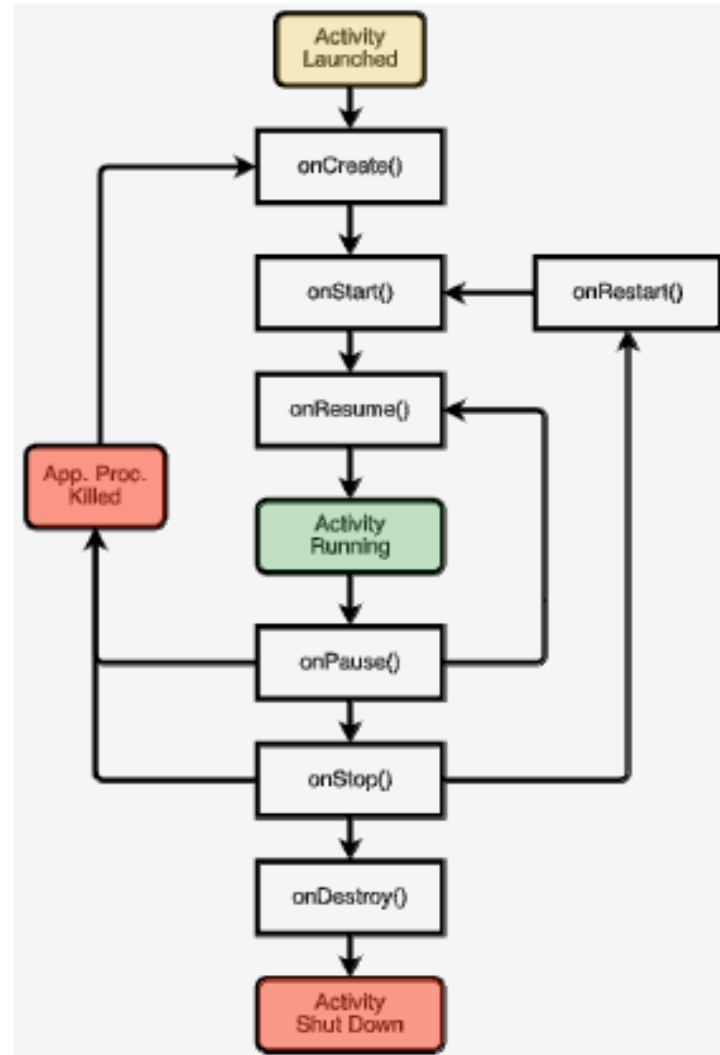 Activity
Launched
onCreate()
onStart()
onRestart()
onResume()
App. Proc.
Killed
Activity
Running
onPause()
onStop()
onDestroy()
Activity
Shut Down